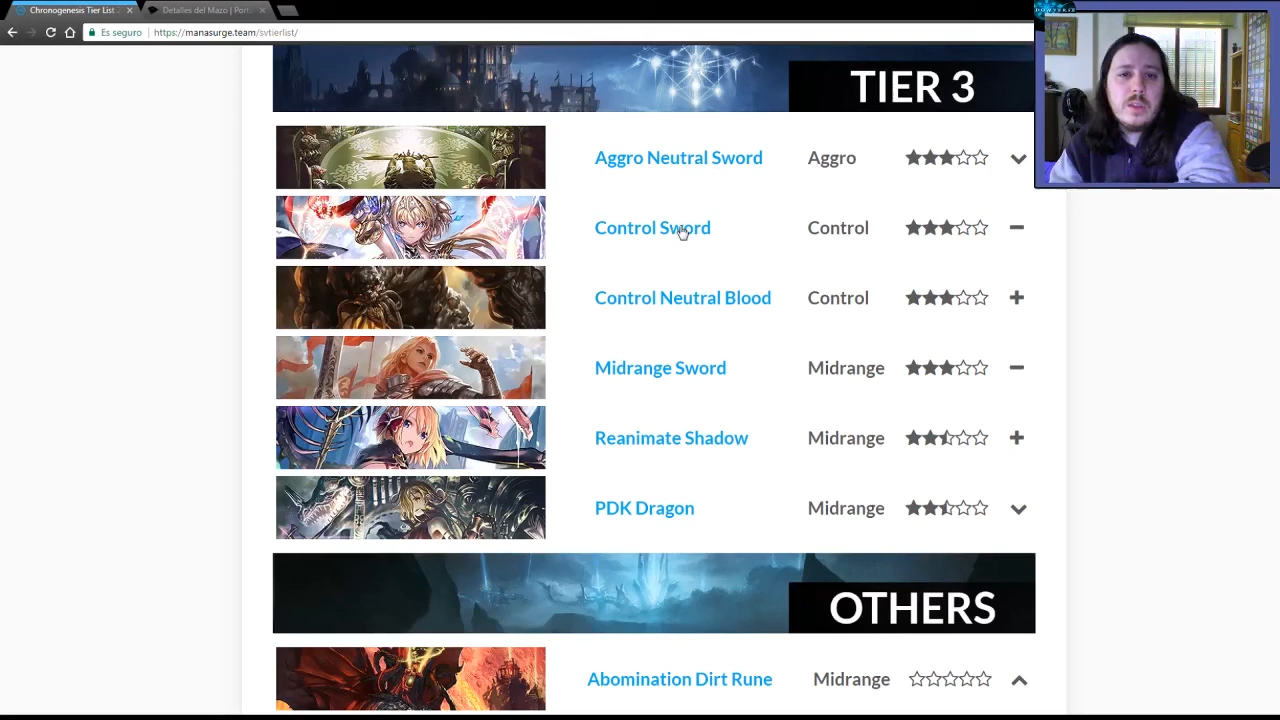 Chronogenesis Tier List
Detalles del Mazo | Port
Es seguro
https://manasurge.team/svtierlist/
TIER 3
Aggro Neutral Sword Aggro
Control Sword Control
Control Neutral Blood Control
Midrange Sword Midrange
Reanimate Shadow Midrange
PDK Dragon Midrange
OTHERS
Abomination Dirt Rune Midrange